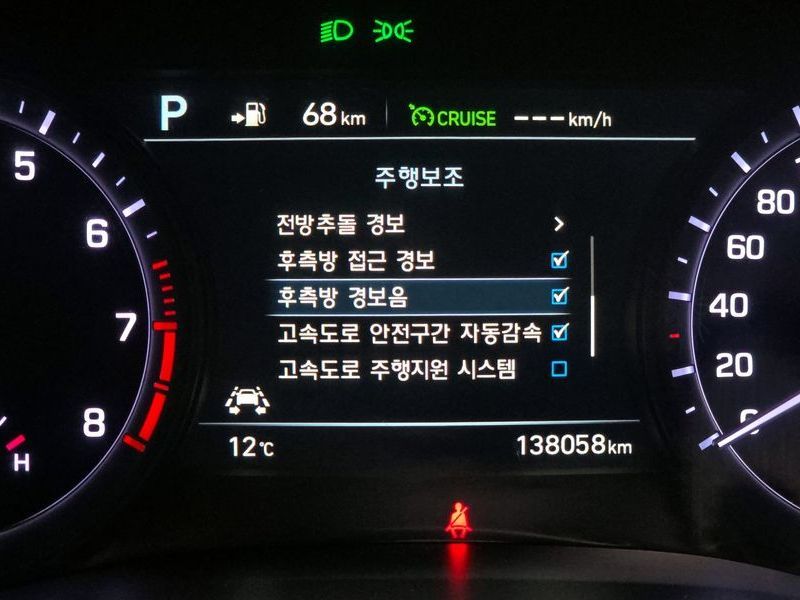 P 68 km CRUISE ---km/h
주행보조
전방추돌 경보 >
후측방 접근 경보
후측방 경보음
고속도로 안전구간 자동감속
고속도로 주행지원 시스템
12℃ 138058km
5
6
7
8
H
80
60
40
20
0